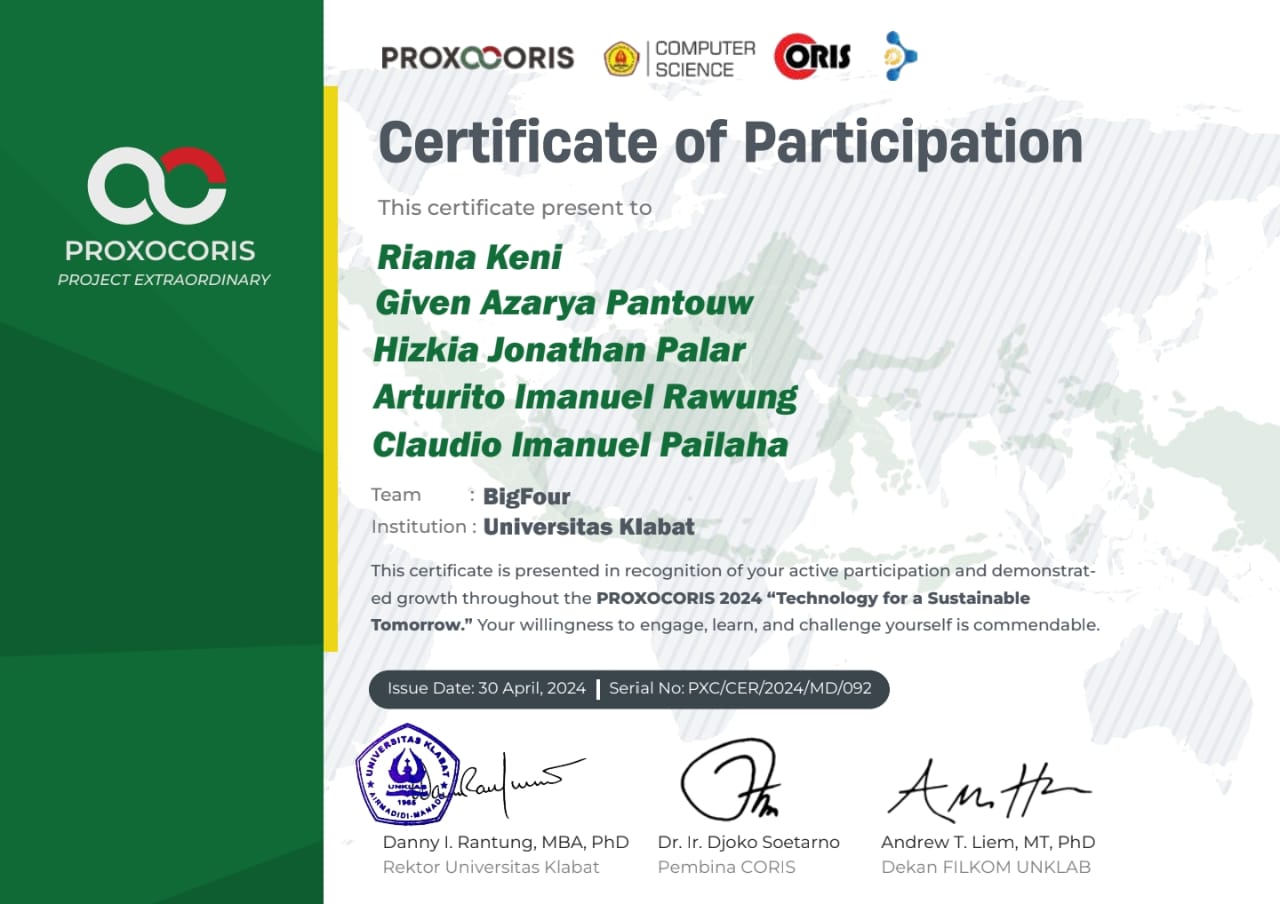 PROXOCORIS
PROJECT EXTRAORDINARY
PROXOCORIS
COMPUTER
SCIENCE
CORIS
Certificate of Participation
This certificate present to
Riana Keni
Given Azarya Pantouw
Hizkia Jonathan Palar
Arturito Imanuel Rawung
Claudio Imanuel Pailaha
Team : BigFour
Institution : Universitas Klabat
This certificate is presented in recognition of your active participation and demonstrat-
ed growth throughout the PROXOCORIS 2024 “Technology for a Sustainable
Tomorrow.” Your willingness to engage, learn, and challenge yourself is commendable.
Issue Date: 30 April, 2024 | Serial No: PXC/CER/2024/MD/092
UNIVERSITAS KLABAT
UNKLAB
1965
AIRMADIDI-MANADO
Danny I. Rantung, MBA, PhD
Rektor Universitas Klabat
Dr. Ir. Djoko Soetarno
Pembina CORIS
Andrew T. Liem, MT, PhD
Dekan FILKOM UNKLAB